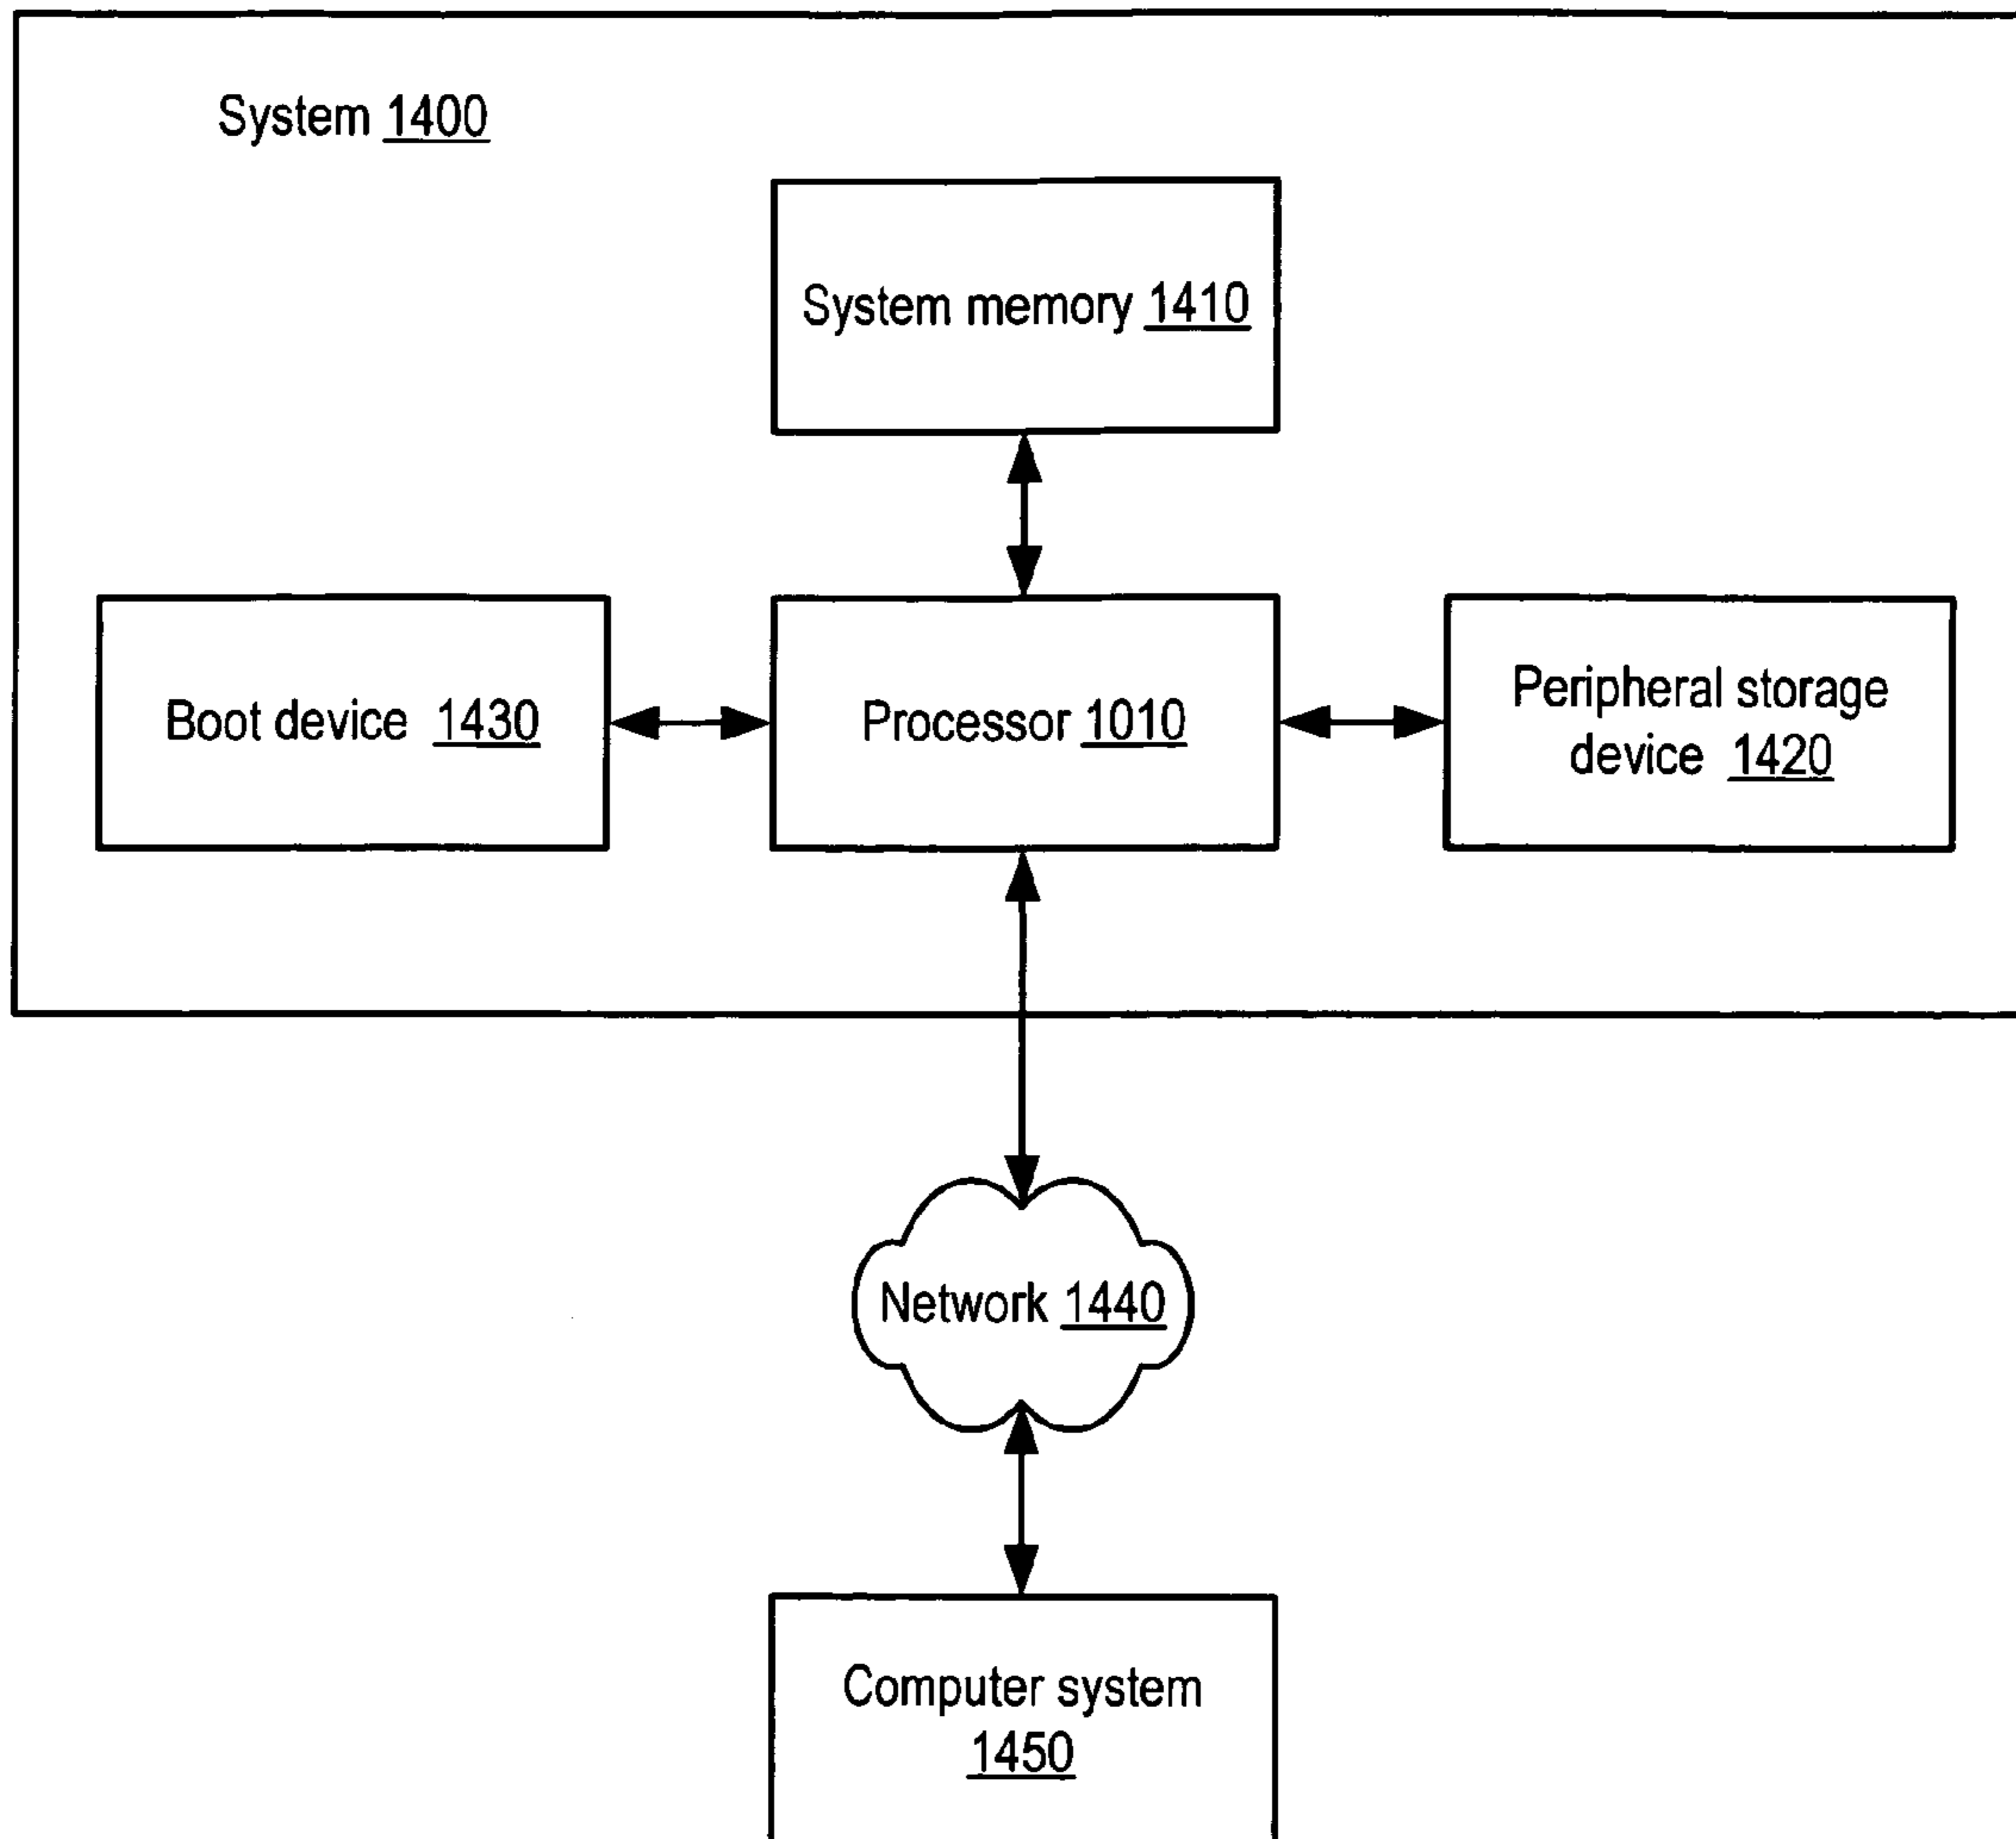 System 1400
System memory 1410
Boot device 1430
Processor 1010
Peripheral storage
device 1420
Network 1440
Computer system
1450